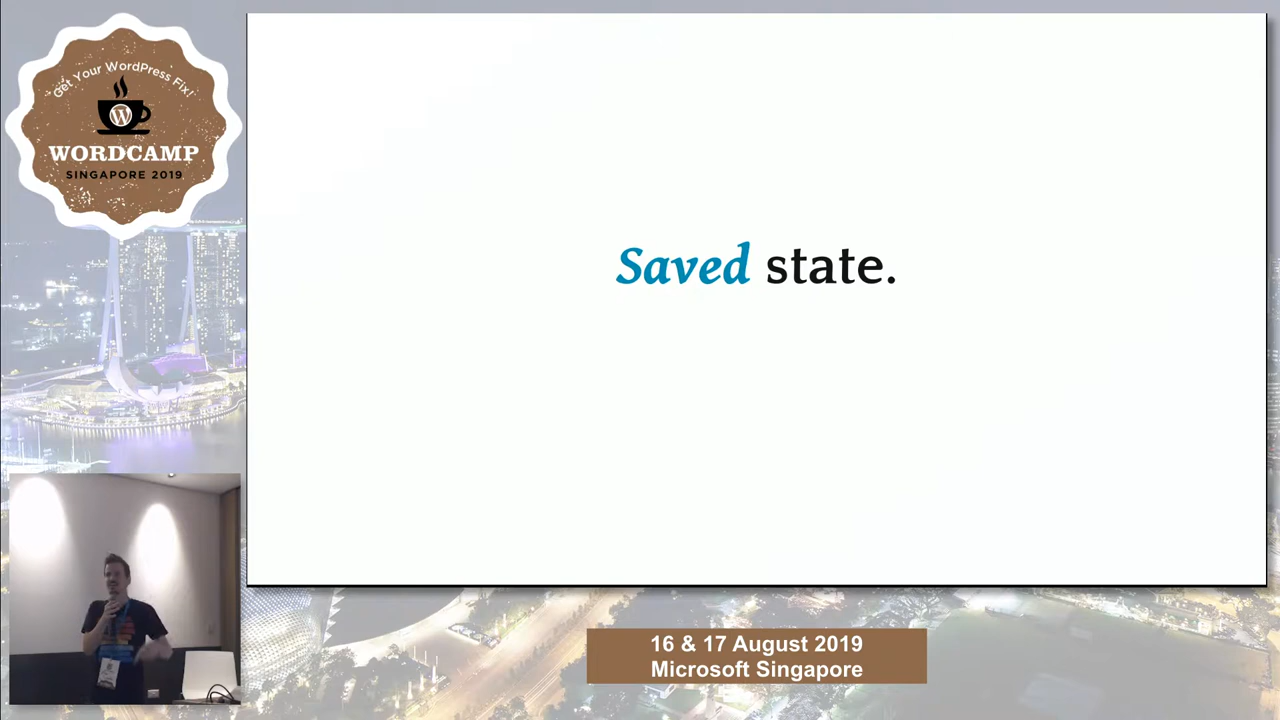 Get Your WordPress Fix!
W
WORDCAMP
SINGAPORE 2019
Saved state.
16 & 17 August 2019
Microsoft Singapore